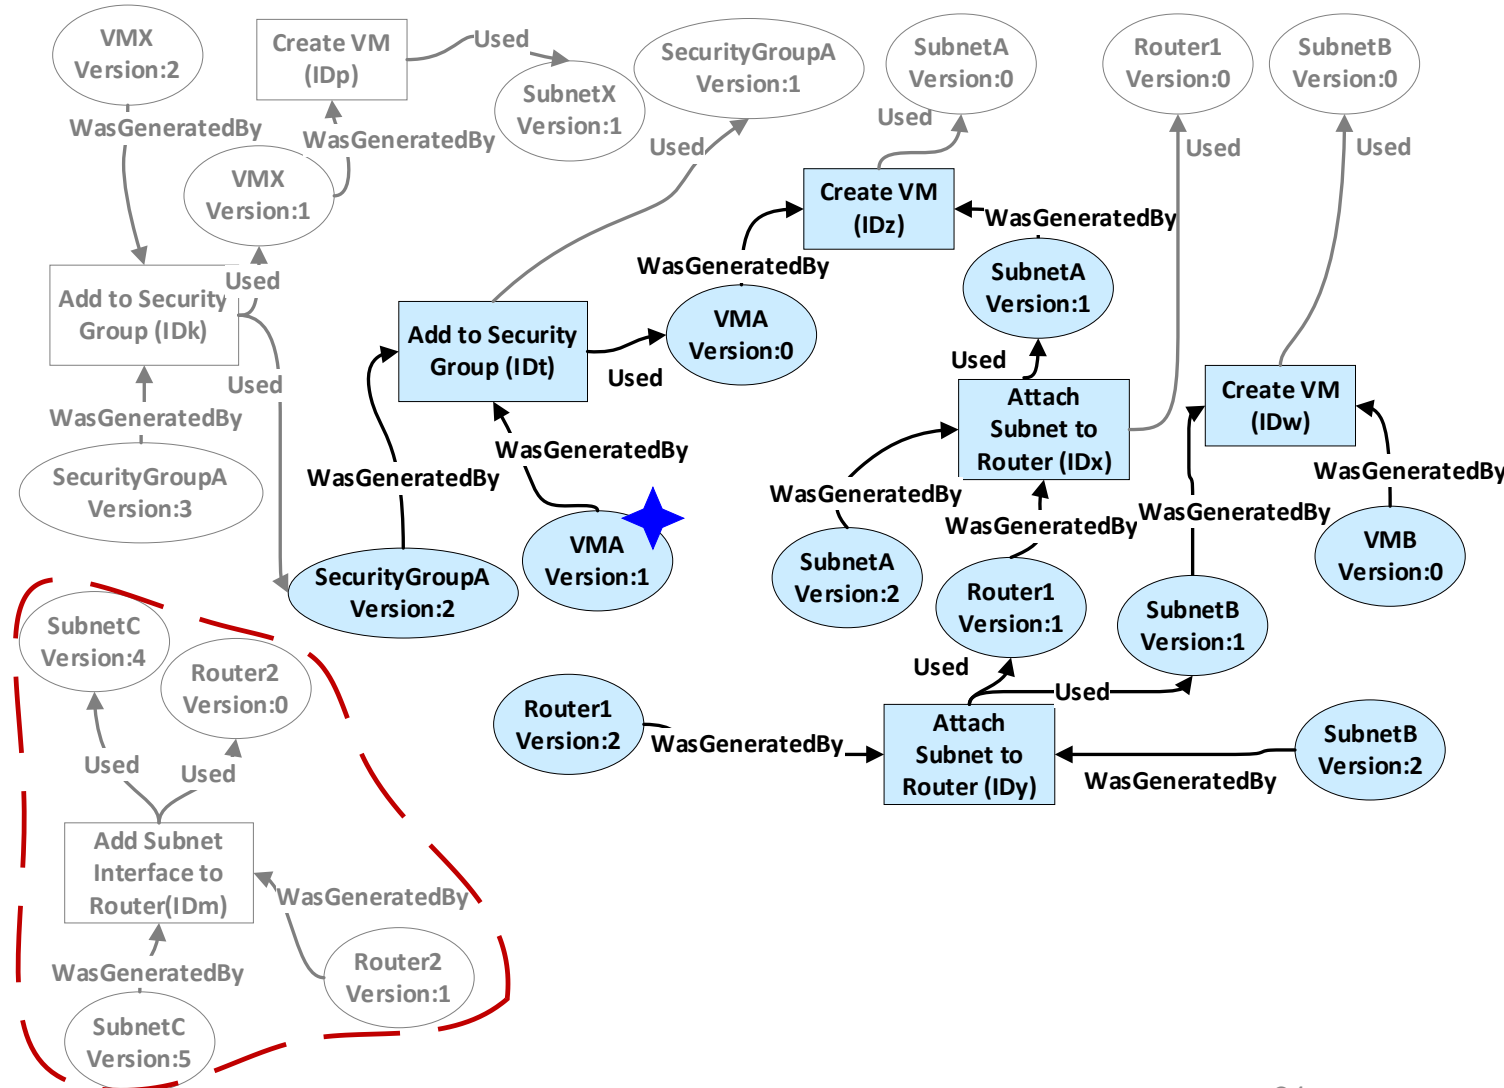 VMX
Version:2
Create VM
(IDp)
Used
SubnetX
Version:1
SecurityGroupA
Version:1
SubnetA
Version:0
Router1
Version:0
SubnetB
Version:0
WasGeneratedBy
WasGeneratedBy
Used
Used
Used
Used
VMX
Version:1
Create VM
(IDz)
WasGeneratedBy
WasGeneratedBy
Used
Add to Security
Group (IDk)
SubnetA
Version:1
Add to Security
Group (IDt)
VMA
Version:0
Used
Used
Used
WasGeneratedBy
Attach
Subnet to
Router (IDx)
Create VM
(IDw)
SecurityGroupA
Version:3
WasGeneratedBy
WasGeneratedBy
WasGeneratedBy
WasGeneratedBy
WasGeneratedBy
WasGeneratedBy
WasGeneratedBy
SecurityGroupA
Version:2
VMA
Version:1
SubnetA
Version:2
Router1
Version:1
SubnetB
Version:1
VMB
Version:0
SubnetC
Version:4
Router2
Version:0
Used
Used
Router1
Version:2
WasGeneratedBy
Attach
Subnet to
Router (IDy)
WasGeneratedBy
SubnetB
Version:2
Used
Used
Add Subnet
Interface to
Router(IDm)
WasGeneratedBy
WasGeneratedBy
Router2
Version:1
SubnetC
Version:5